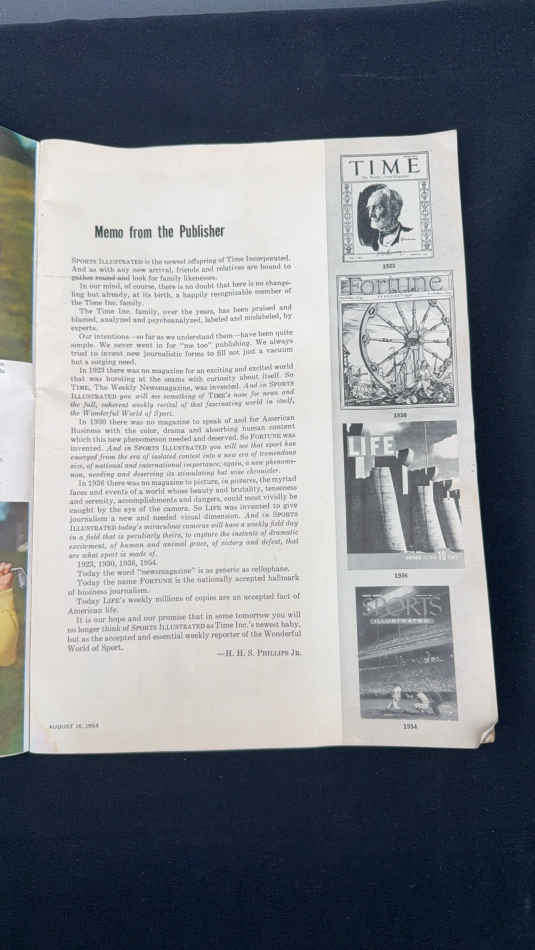 Memo from the Publisher
SPORTS ILLUSTRATED is the newest offspring of Time Incorporated.
And as with any new arrival, friends and relatives are bound to
gather round and look for family likenesses.
In our mind, of course, there is no doubt that here is no change-
ling but already, at its birth, a happily recognizable member of
the Time Inc. family.
The Time Inc. family, over the years, has been praised and
blamed, analyzed and psychoanalyzed, labeled and mislabeled, by
experts.
Our intentions—so far as we understand them—have been quite
simple. We never went in for "me too" publishing. We always
tried to invent new journalistic forms to fill not just a vacuum
but a surging need.
In 1923 there was no magazine for an exciting and excited world
that was bursting at the seams with curiosity about itself. So
TIME, The Weekly Newsmagazine, was invented. And in SPORTS
ILLUSTRATED you will see something of TIME's nose for news and
the full, coherent weekly recital of that fascinating world in itself,
the Wonderful World of Sport.
In 1930 there was no magazine to speak of and for American
Business with the color, drama and absorbing human content
which this new phenomenon needed and deserved. So FORTUNE was
invented. And in SPORTS ILLUSTRATED you will see that sport has
emerged from the era of isolated contest into a new era of tremendous
size, of national and international importance; again, a new phenom-
enon, needing and deserving its stimulating but wise chronicler.
In 1936 there was no magazine to picture, in pictures, the myriad
faces and events of a world whose beauty and brutality, tenseness
and serenity, accomplishments and dangers, could most vividly be
caught by the eye of the camera. So LIFE was invented to give
journalism a new and needed visual dimension. And in SPORTS
ILLUSTRATED today's miraculous cameras will have a weekly field day
in a field that is peculiarly theirs, to capture the instants of dramatic
excitement, of human and animal grace, of victory and defeat, that
are what sport is made of.
1923, 1930, 1936, 1954.
Today the word "newsmagazine" is as generic as cellophane.
Today the name FORTUNE is the nationally accepted hallmark
of business journalism.
Today LIFE's weekly millions of copies are an accepted fact of
American life.
It is our hope and our promise that in some tomorrow you will
no longer think of SPORTS ILLUSTRATED as Time Inc.'s newest baby,
but as the accepted and essential weekly reporter of the Wonderful
World of Sport.
—H. H. S. PHILLIPS JR.
AUGUST 16, 1954
TIME
1923
Fortune
1930
LIFE
1936
SPORTS
ILLUSTRATED
1954